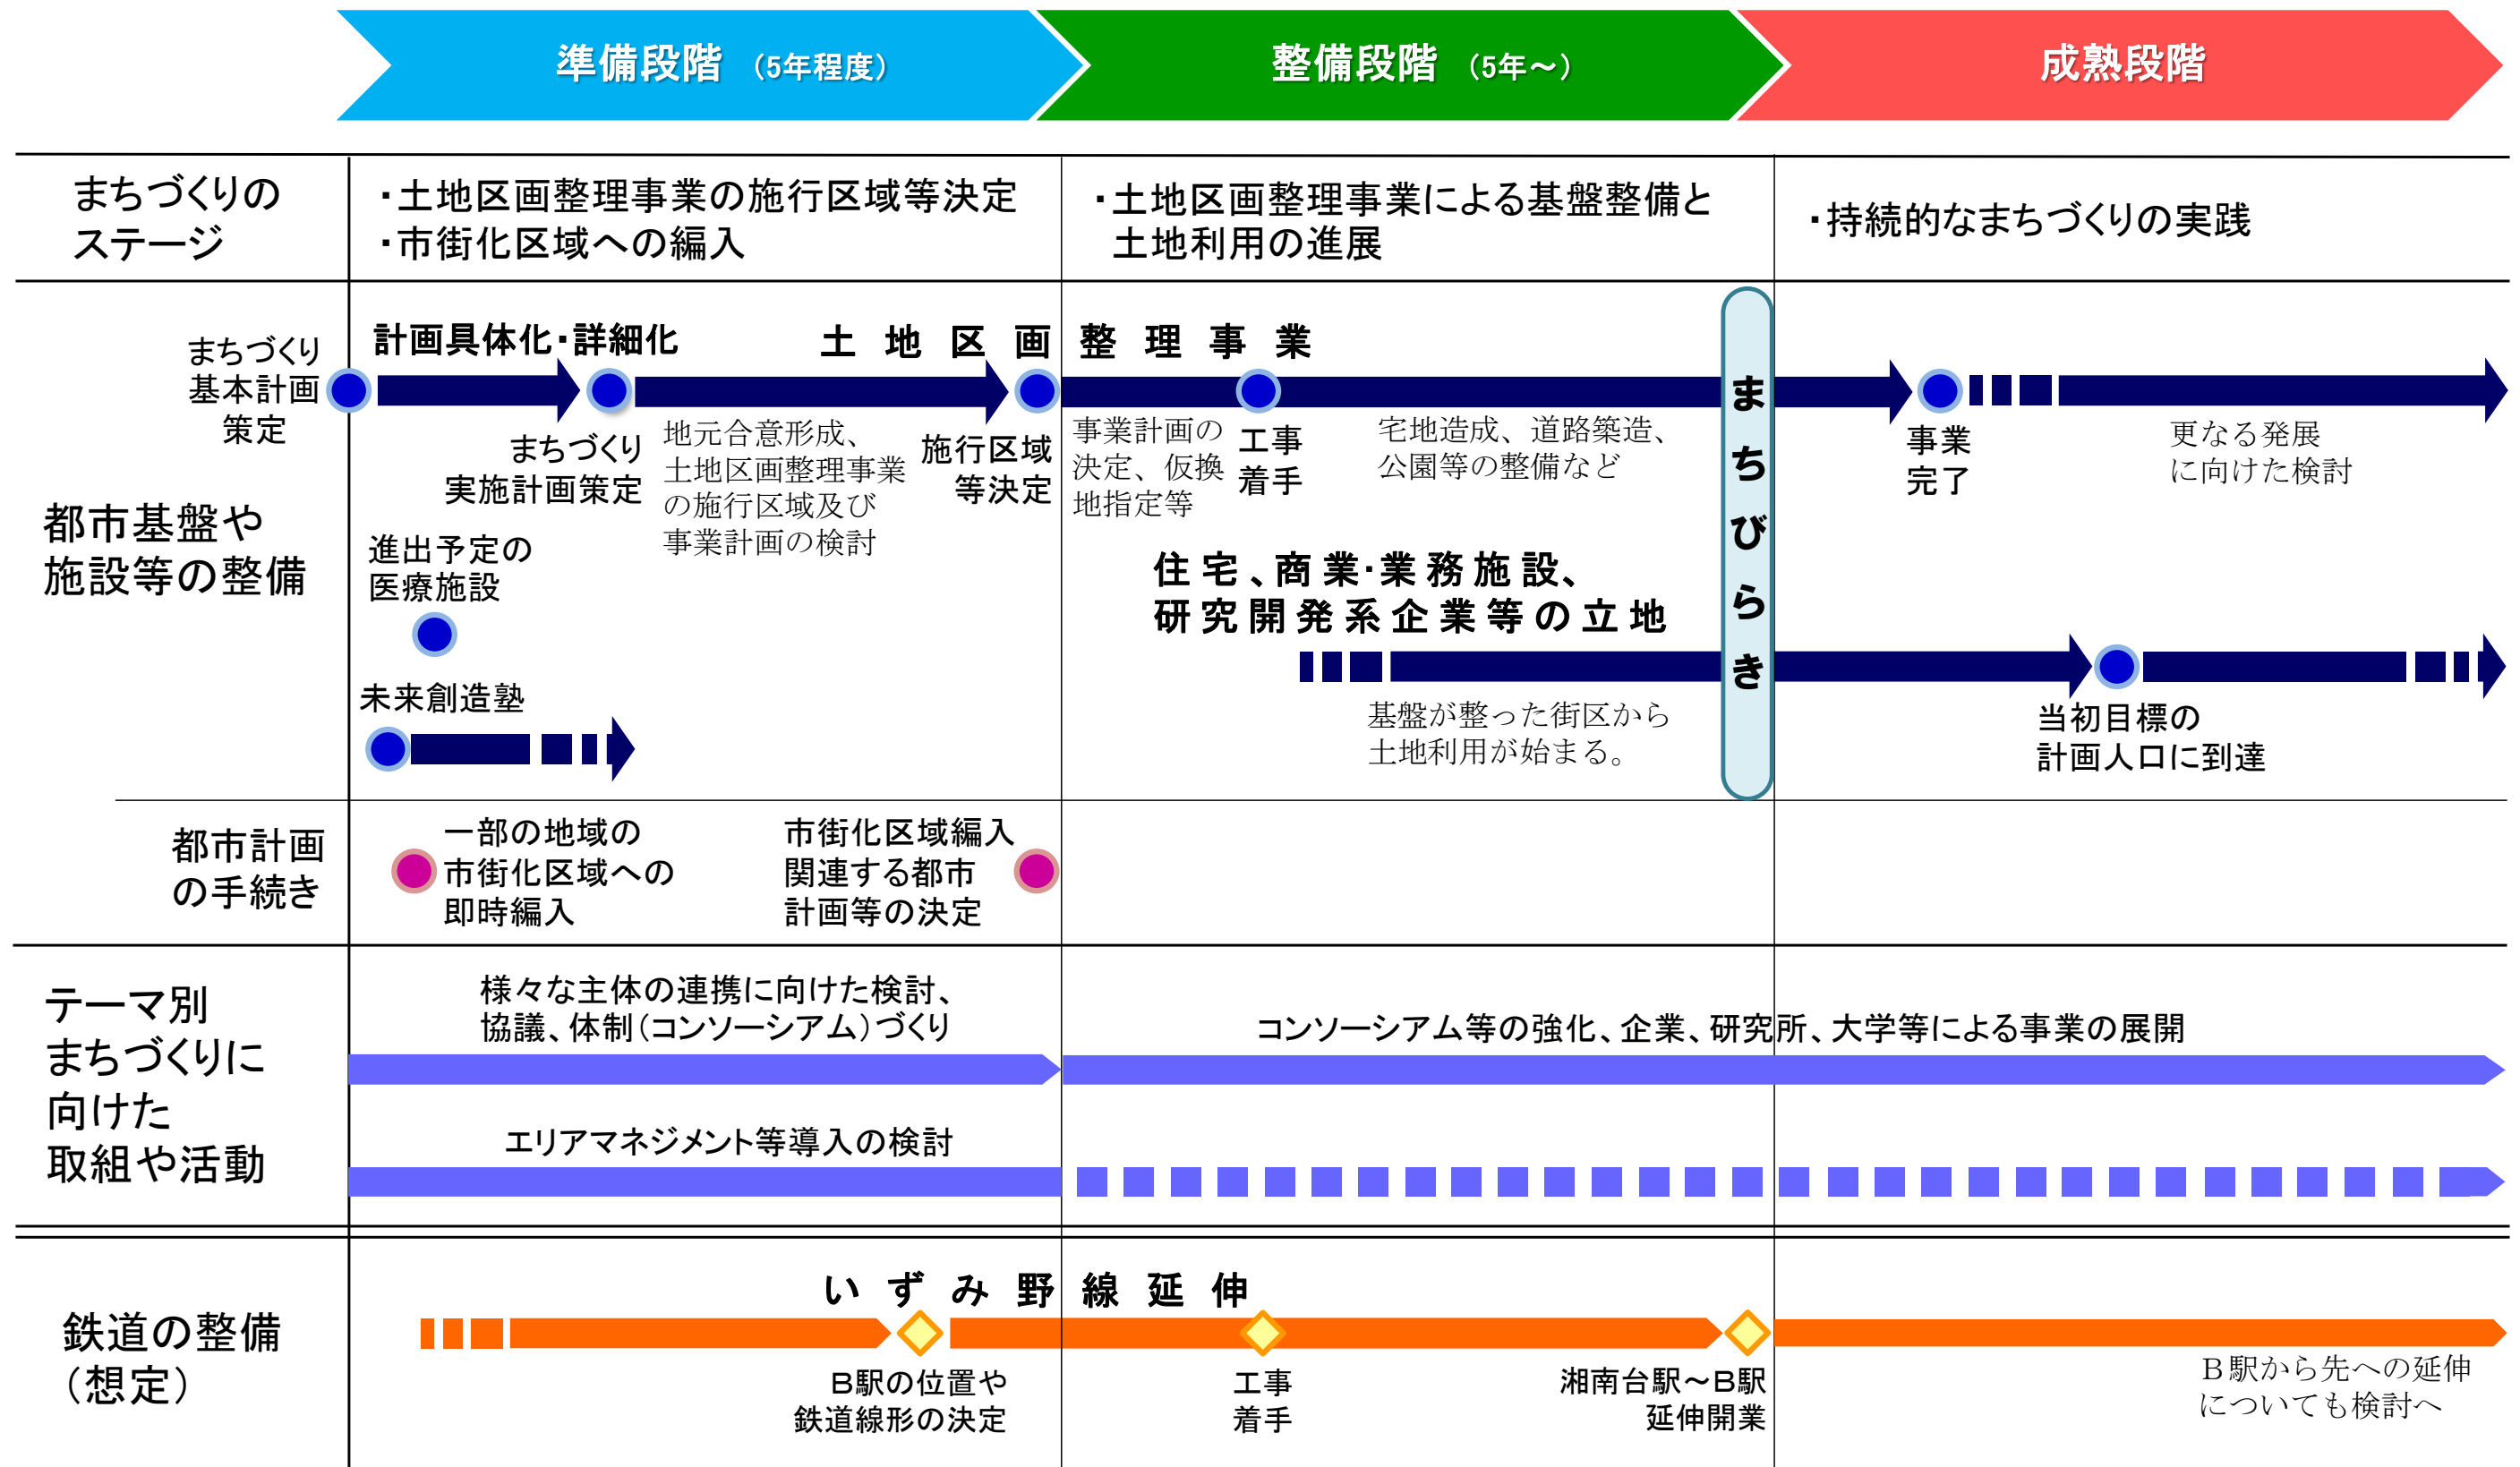 準備段階 （5年程度）
整備段階 （5年～）
成熟段階
まちづくりの
ステージ
・土地区画整理事業の施行区域等決定
・市街化区域への編入
・土地区画整理事業による基盤整備と
土地利用の進展
・持続的なまちづくりの実践
都市基盤や
施設等の整備
まちづくり
基本計画
策定
計画具体化・詳細化
土地区画整理事業
まちづくり
実施計画策定
地元合意形成、
土地区画整理事業
の施行区域及び
事業計画の検討
施行区域
等決定
事業計画の
決定、仮換
地指定等
工事
着手
宅地造成、道路築造、
公園等の整備など
まちびらき
事業
完了
更なる発展
に向けた検討
進出予定の
医療施設
未来創造塾
住宅、商業・業務施設、
研究開発系企業等の立地
基盤が整った街区から
土地利用が始まる。
当初目標の
計画人口に到達
都市計画
の手続き
一部の地域の
市街化区域への
即時編入
市街化区域編入
関連する都市
計画等の決定
テーマ別
まちづくりに
向けた
取組や活動
様々な主体の連携に向けた検討、
協議、体制（コンソーシアム）づくり
コンソーシアム等の強化、企業、研究所、大学等による事業の展開
エリアマネジメント等導入の検討
鉄道の整備
（想定）
いずみ野線延伸
Ｂ駅の位置や
鉄道線形の決定
工事
着手
湘南台駅～Ｂ駅
延伸開業
Ｂ駅から先への延伸
についても検討へ